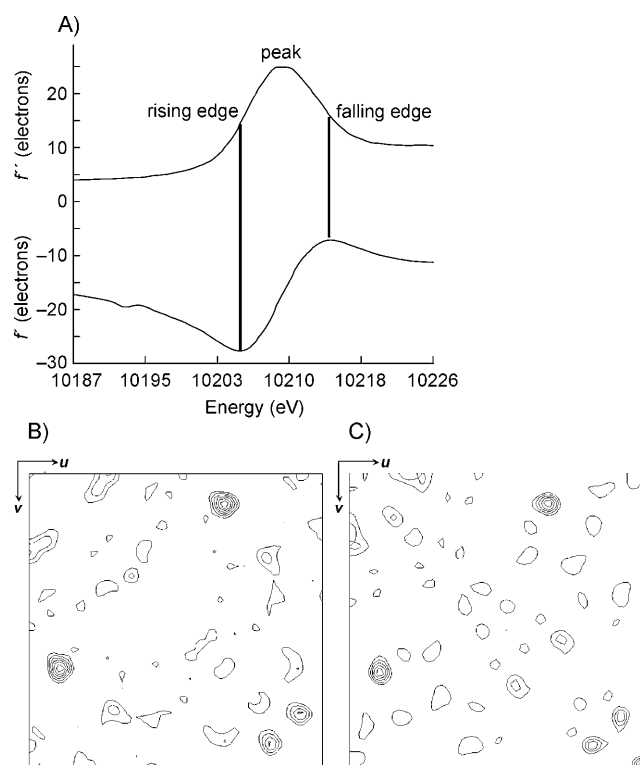 A)
peak
rising edge
falling edge
f´´ (electrons)
20
10
0
f´ (electrons)
−10
−20
−30
10187 10195 10203 10210 10218 10226
Energy (eV)
B)
C)
u
v
u
v